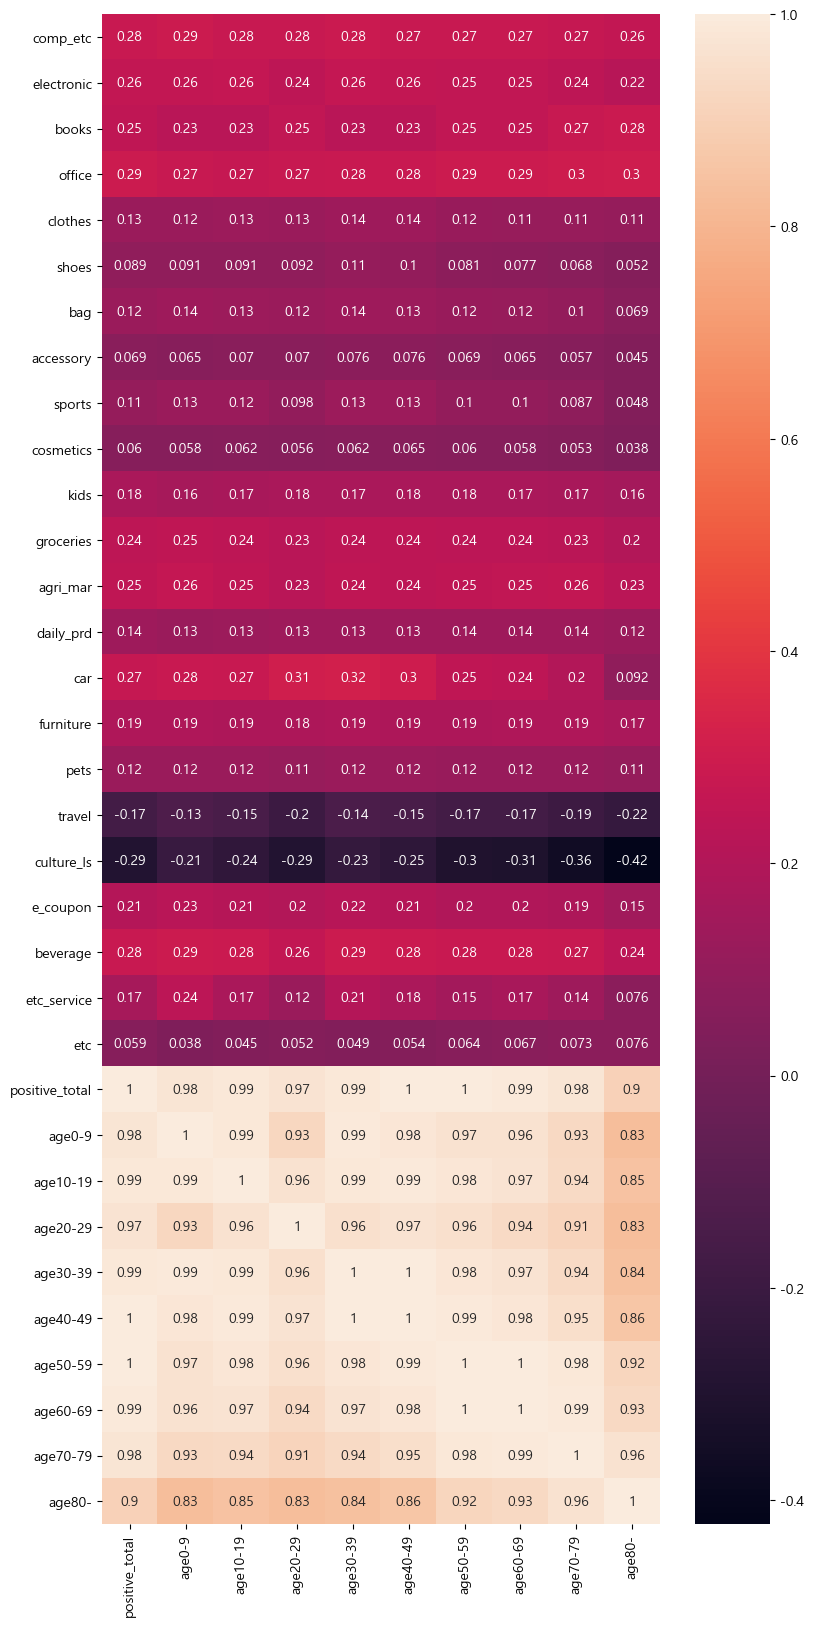 comp_etc 0.28 0.29 0.28 0.28 0.28 0.27 0.27 0.27 0.27 0.26
electronic 0.26 0.26 0.26 0.24 0.26 0.26 0.25 0.25 0.24 0.22
books 0.25 0.23 0.23 0.25 0.23 0.23 0.25 0.25 0.27 0.28
office 0.29 0.27 0.27 0.27 0.28 0.28 0.29 0.29 0.3 0.3
clothes 0.13 0.12 0.13 0.13 0.14 0.14 0.12 0.11 0.11 0.11
shoes 0.089 0.091 0.091 0.092 0.11 0.1 0.081 0.077 0.068 0.052
bag 0.12 0.14 0.13 0.12 0.14 0.13 0.12 0.12 0.1 0.069
accessory 0.069 0.065 0.07 0.07 0.076 0.076 0.069 0.065 0.057 0.045
sports 0.11 0.13 0.12 0.098 0.13 0.13 0.1 0.1 0.087 0.048
cosmetics 0.06 0.058 0.062 0.056 0.062 0.065 0.06 0.058 0.053 0.038
kids 0.18 0.16 0.17 0.18 0.17 0.18 0.18 0.17 0.17 0.16
groceries 0.24 0.25 0.24 0.23 0.24 0.24 0.24 0.24 0.23 0.2
agri_mar 0.25 0.26 0.25 0.23 0.24 0.24 0.25 0.25 0.26 0.23
daily_prd 0.14 0.13 0.13 0.13 0.13 0.13 0.14 0.14 0.14 0.12
car 0.27 0.28 0.27 0.31 0.32 0.3 0.25 0.24 0.2 0.092
furniture 0.19 0.19 0.19 0.18 0.19 0.19 0.19 0.19 0.19 0.17
pets 0.12 0.12 0.12 0.11 0.12 0.12 0.12 0.12 0.12 0.11
travel -0.17 -0.13 -0.15 -0.2 -0.14 -0.15 -0.17 -0.17 -0.19 -0.22
culture_ls -0.29 -0.21 -0.24 -0.29 -0.23 -0.25 -0.3 -0.31 -0.36 -0.42
e_coupon 0.21 0.23 0.21 0.2 0.22 0.21 0.2 0.2 0.19 0.15
beverage 0.28 0.29 0.28 0.26 0.29 0.28 0.28 0.28 0.27 0.24
etc_service 0.17 0.24 0.17 0.12 0.21 0.18 0.15 0.17 0.14 0.076
etc 0.059 0.038 0.045 0.052 0.049 0.054 0.064 0.067 0.073 0.076
positive_total 1 0.98 0.99 0.97 0.99 1 1 0.99 0.98 0.9
age0-9 0.98 1 0.99 0.93 0.99 0.98 0.97 0.96 0.93 0.83
age10-19 0.99 0.99 1 0.96 0.99 0.99 0.98 0.97 0.94 0.85
age20-29 0.97 0.93 0.96 1 0.96 0.97 0.96 0.94 0.91 0.83
age30-39 0.99 0.99 0.99 0.96 1 1 0.98 0.97 0.94 0.84
age40-49 1 0.98 0.99 0.97 1 1 0.99 0.98 0.95 0.86
age50-59 1 0.97 0.98 0.96 0.98 0.99 1 1 0.98 0.92
age60-69 0.99 0.96 0.97 0.94 0.97 0.98 1 1 0.99 0.93
age70-79 0.98 0.93 0.94 0.91 0.94 0.95 0.98 0.99 1 0.96
age80- 0.9 0.83 0.85 0.83 0.84 0.86 0.92 0.93 0.96 1
positive_total age0-9 age10-19 age20-29 age30-39 age40-49 age50-59 age60-69 age70-79 age80-
1.0
0.8
0.6
0.4
0.2
0.0
-0.2
-0.4